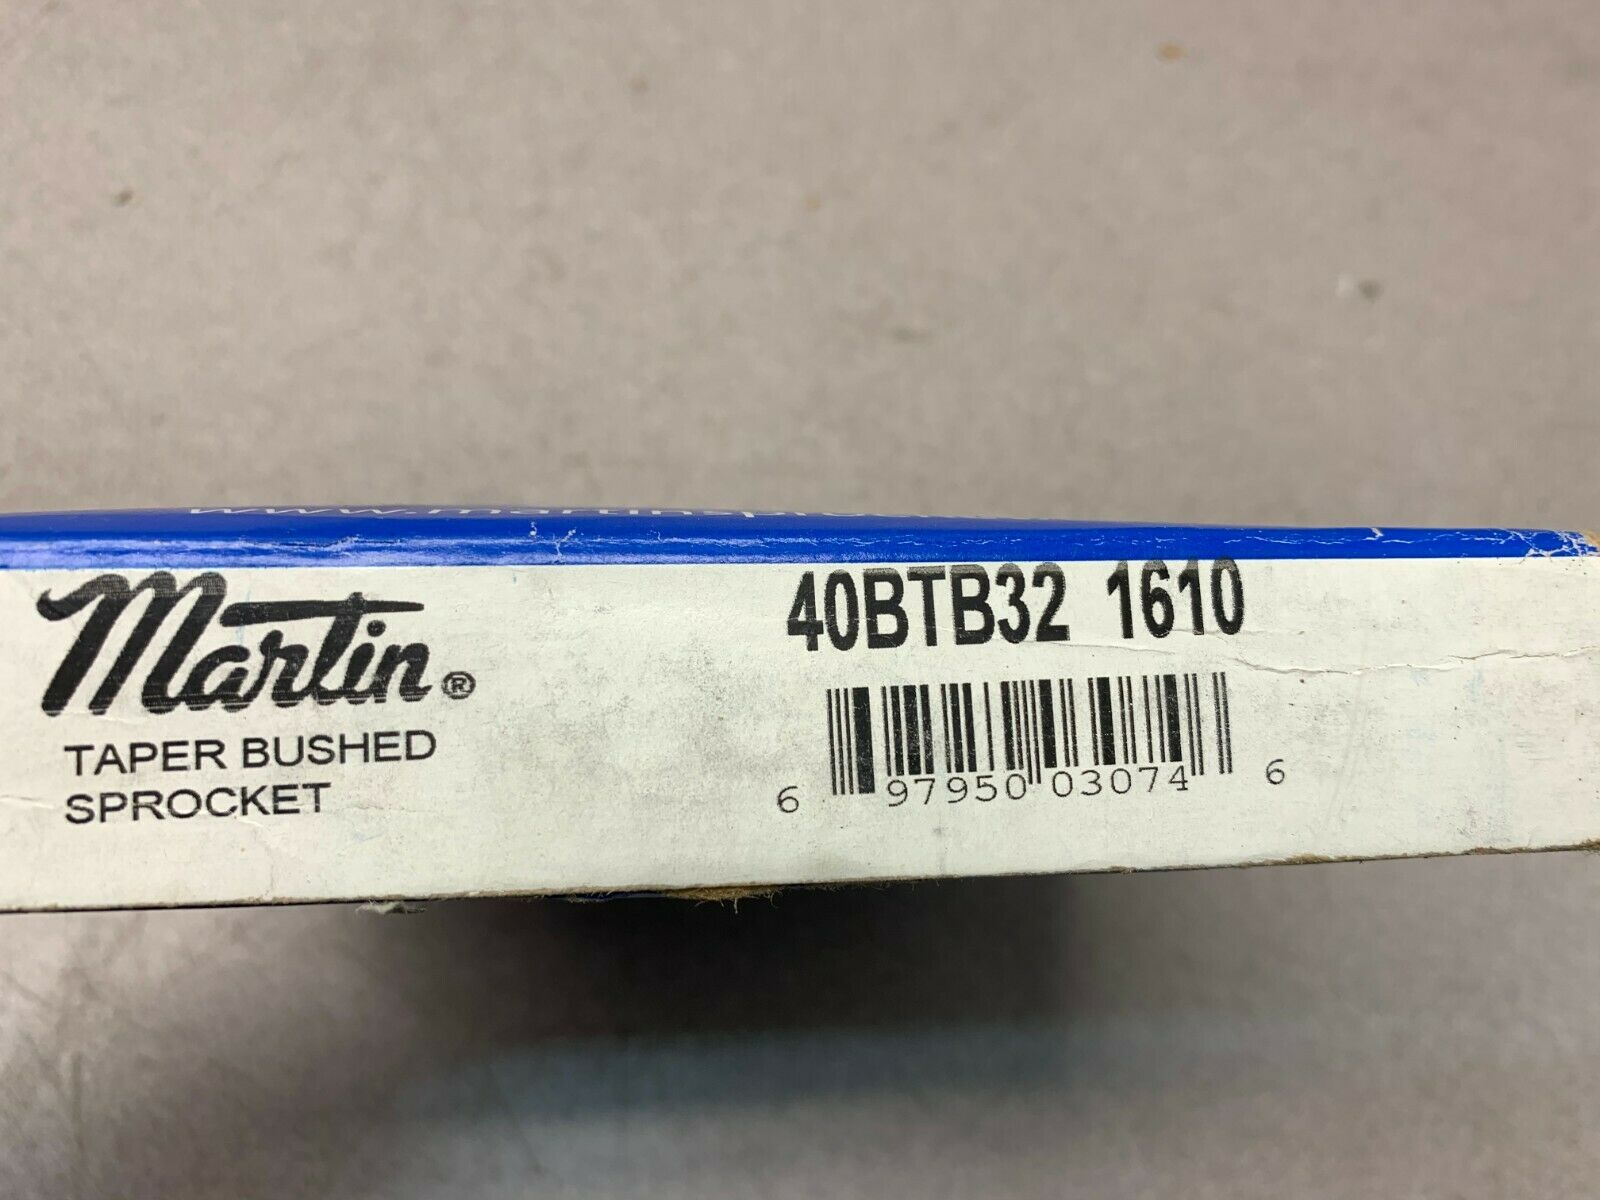 Martin®
TAPER BUSHED
SPROCKET
40BTB32 1610
6 97950 03074 6